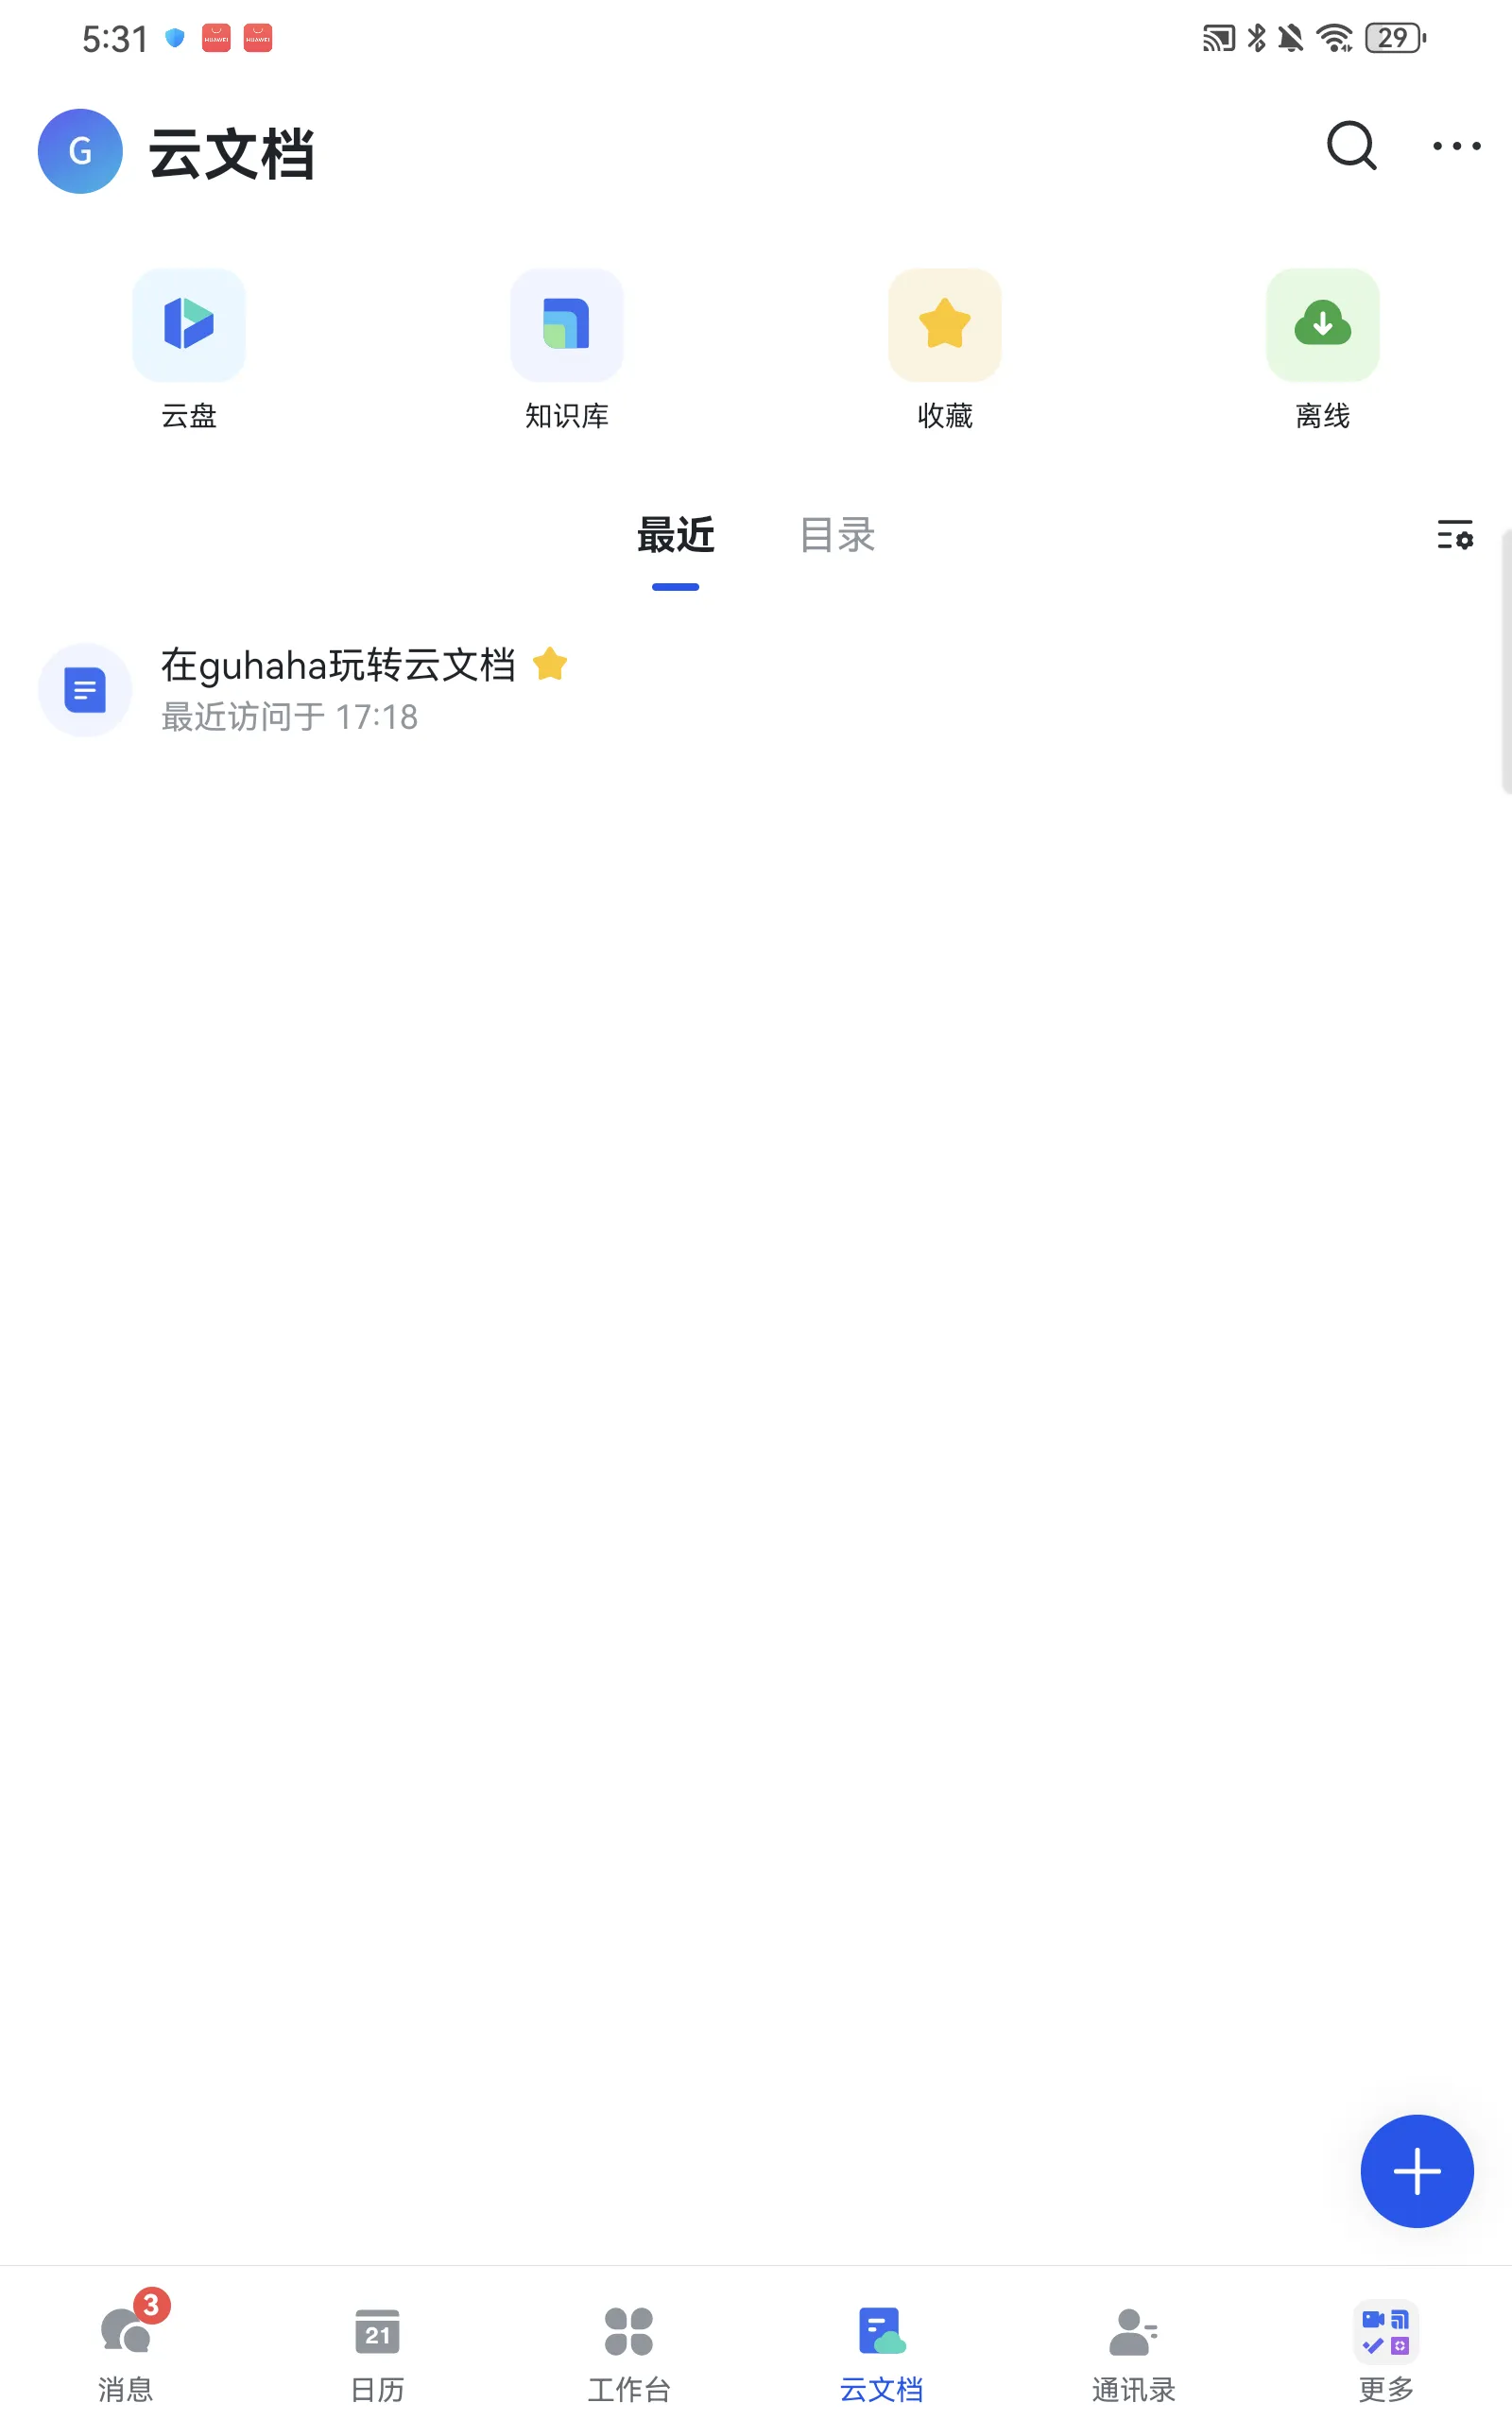 5:31
HUAWEI HUAWEI
29
G 云文档
云盘 知识库 收藏 离线
最近 目录
在guhaha玩转云文档
最近访问于 17:18
3
21
消息 日历 工作台 云文档 通讯录 更多